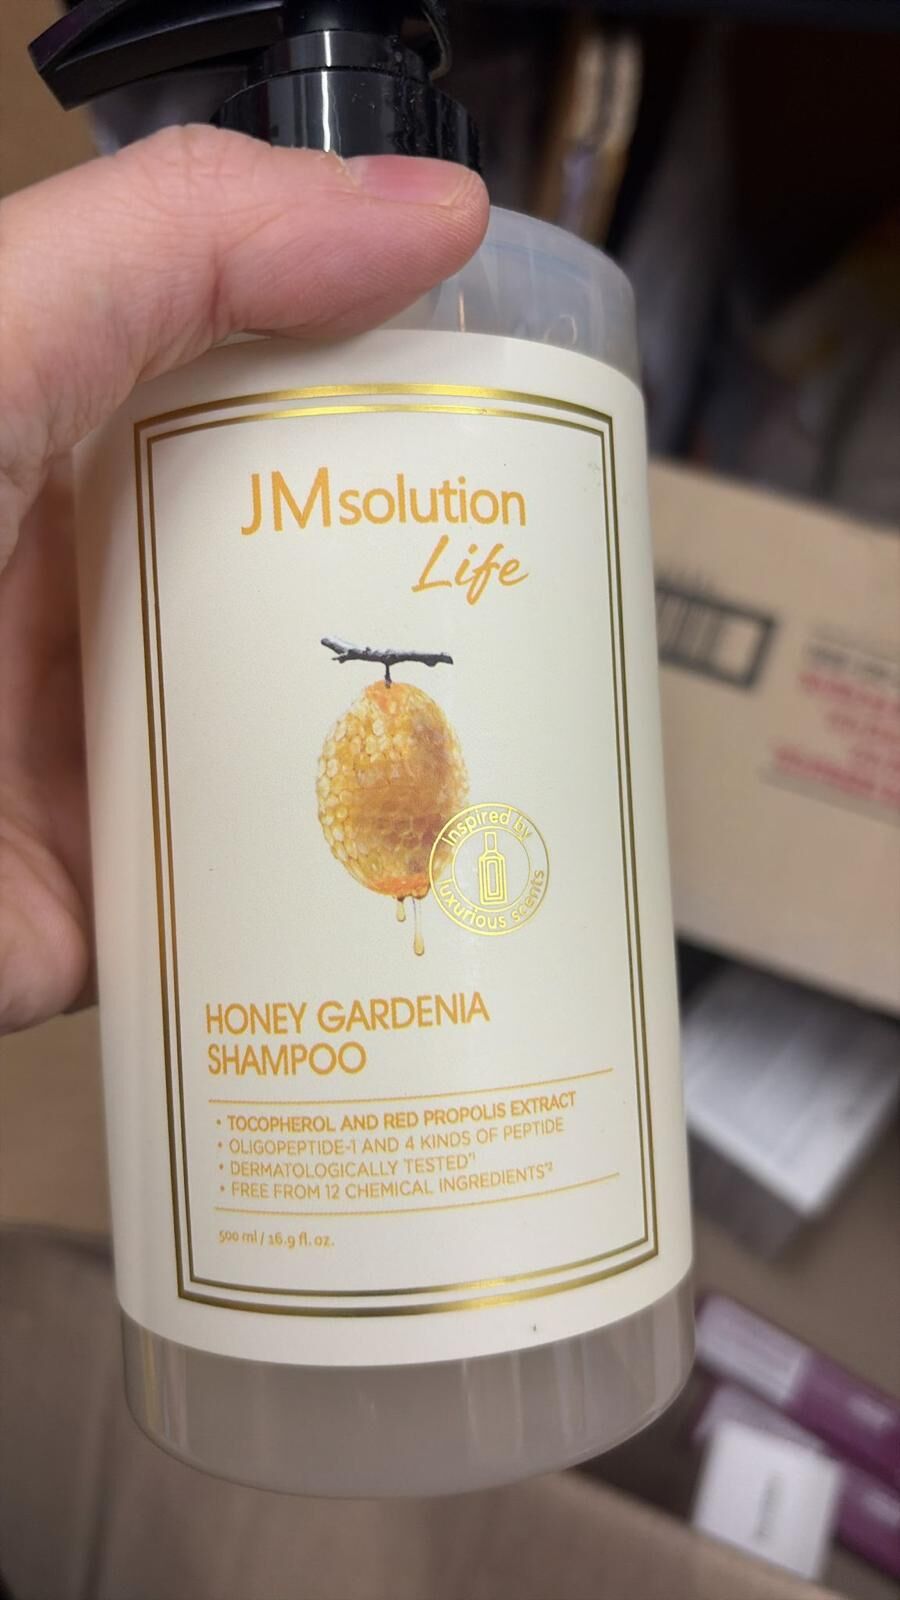 JMsolution
Life
Inspired by
luxurious scents
HONEY GARDENIA
SHAMPOO
• TOCOPHEROL AND RED PROPOLIS EXTRACT
• OLIGOPEPTIDE-1 AND 4 KINDS OF PEPTIDE
• DERMATOLOGICALLY TESTED*1
• FREE FROM 12 CHEMICAL INGREDIENTS*2
500 ml / 16.9 fl. oz.